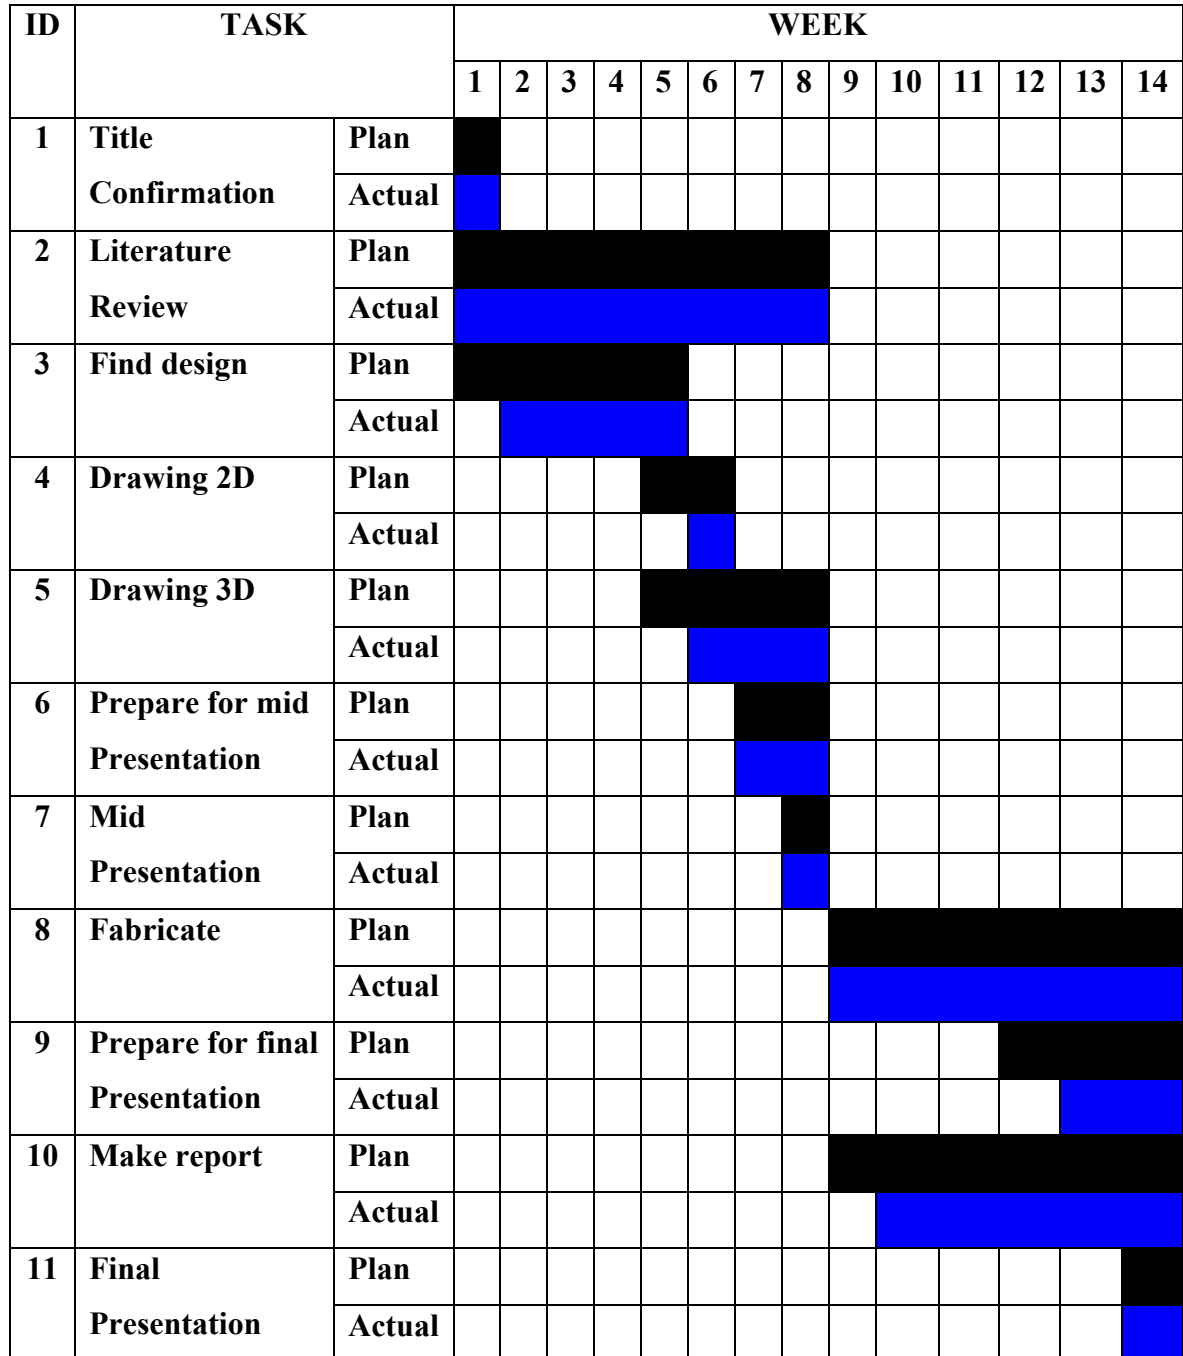 ID TASK WEEK
1 2 3 4 5 6 7 8 9 10 11 12 13 14
1 Title Plan
Confirmation Actual
2 Literature Plan
Review Actual
3 Find design Plan
Actual
4 Drawing 2D Plan
Actual
5 Drawing 3D Plan
Actual
6 Prepare for mid Plan
Presentation Actual
7 Mid Plan
Presentation Actual
8 Fabricate Plan
Actual
9 Prepare for final Plan
Presentation Actual
10 Make report Plan
Actual
11 Final Plan
Presentation Actual